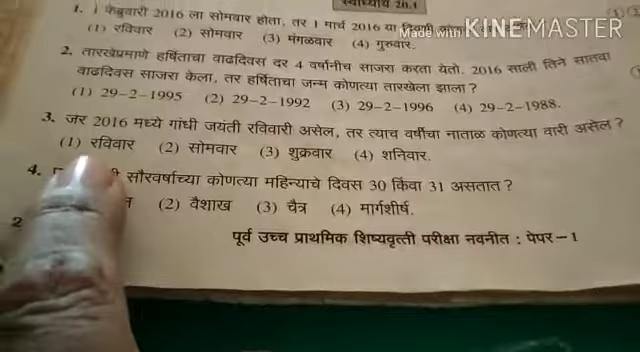 स्वाध्याय 20.1
1. 1 फेब्रुवारी 2016 ला सोमवार होता, तर 1 मार्च 2016 या दिवशी
Made with KINEMASTER
(1) रविवार (2) सोमवार (3) मंगळवार (4) गुरुवार.
2. तारखेप्रमाणे हर्षिताचा वाढदिवस दर 4 वर्षांनीच साजरा करता येतो. 2016 साली तिने सातवा
वाढदिवस साजरा केला, तर हर्षिताचा जन्म कोणत्या तारखेला झाला ?
(1) 29-2-1995 (2) 29-2-1992 (3) 29-2-1996 (4) 29-2-1988.
3. जर 2016 मध्ये गांधी जयंती रविवारी असेल, तर त्याच वर्षीचा नाताळ कोणत्या वारी असेल ?
(1) रविवार (2) सोमवार (3) शुक्रवार (4) शनिवार.
4. सौरवर्षाच्या कोणत्या महिन्याचे दिवस 30 किंवा 31 असतात ?
(2) वैशाख (3) चैत्र (4) मार्गशीर्ष.
2
पूर्व उच्च प्राथमिक शिष्यवृत्ती परीक्षा नवनीत : पेपर-1